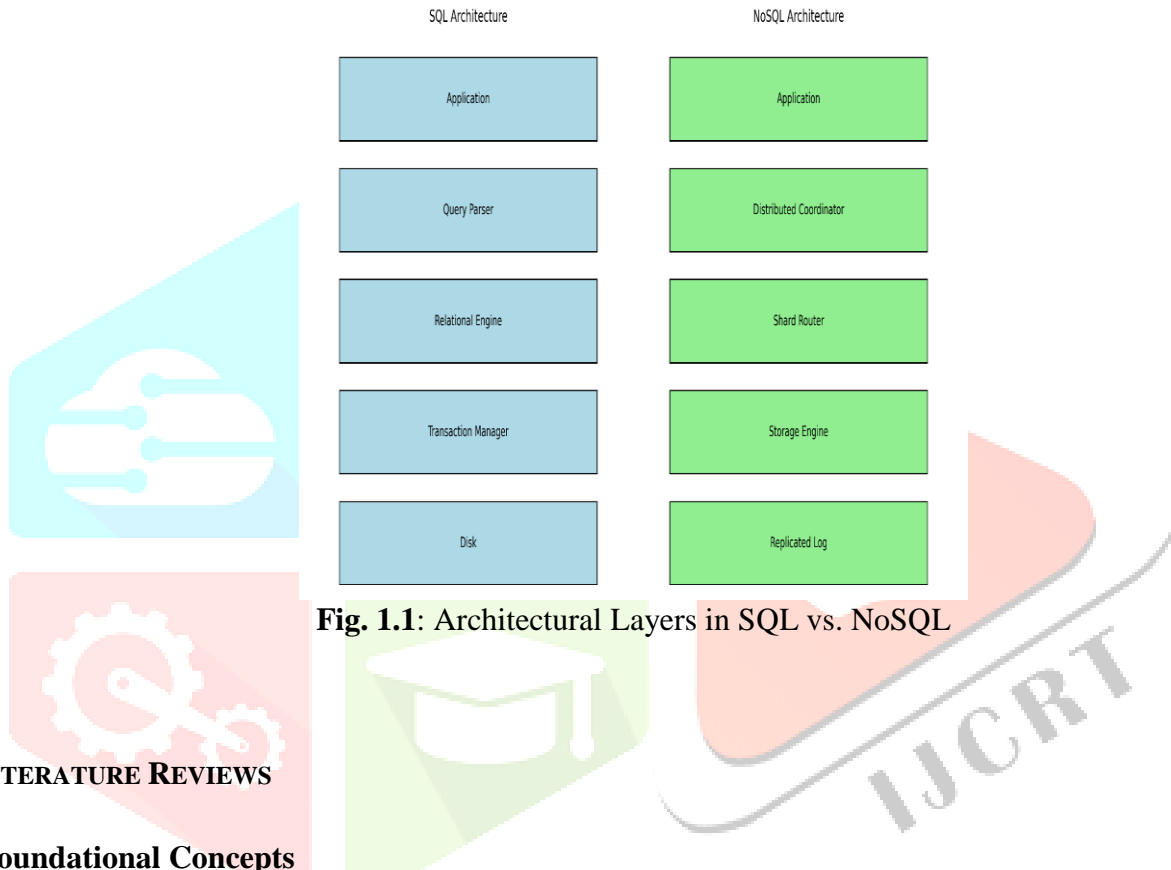 SQL Architecture
NoSQL Architecture
Application
Application
Query Parser
Distributed Coordinator
Relational Engine
Shard Router
Transaction Manager
Storage Engine
Disk
Replicated Log
Fig. 1.1: Architectural Layers in SQL vs. NoSQL
IJCRT
TERATURE REVIEWS
oundational Concepts